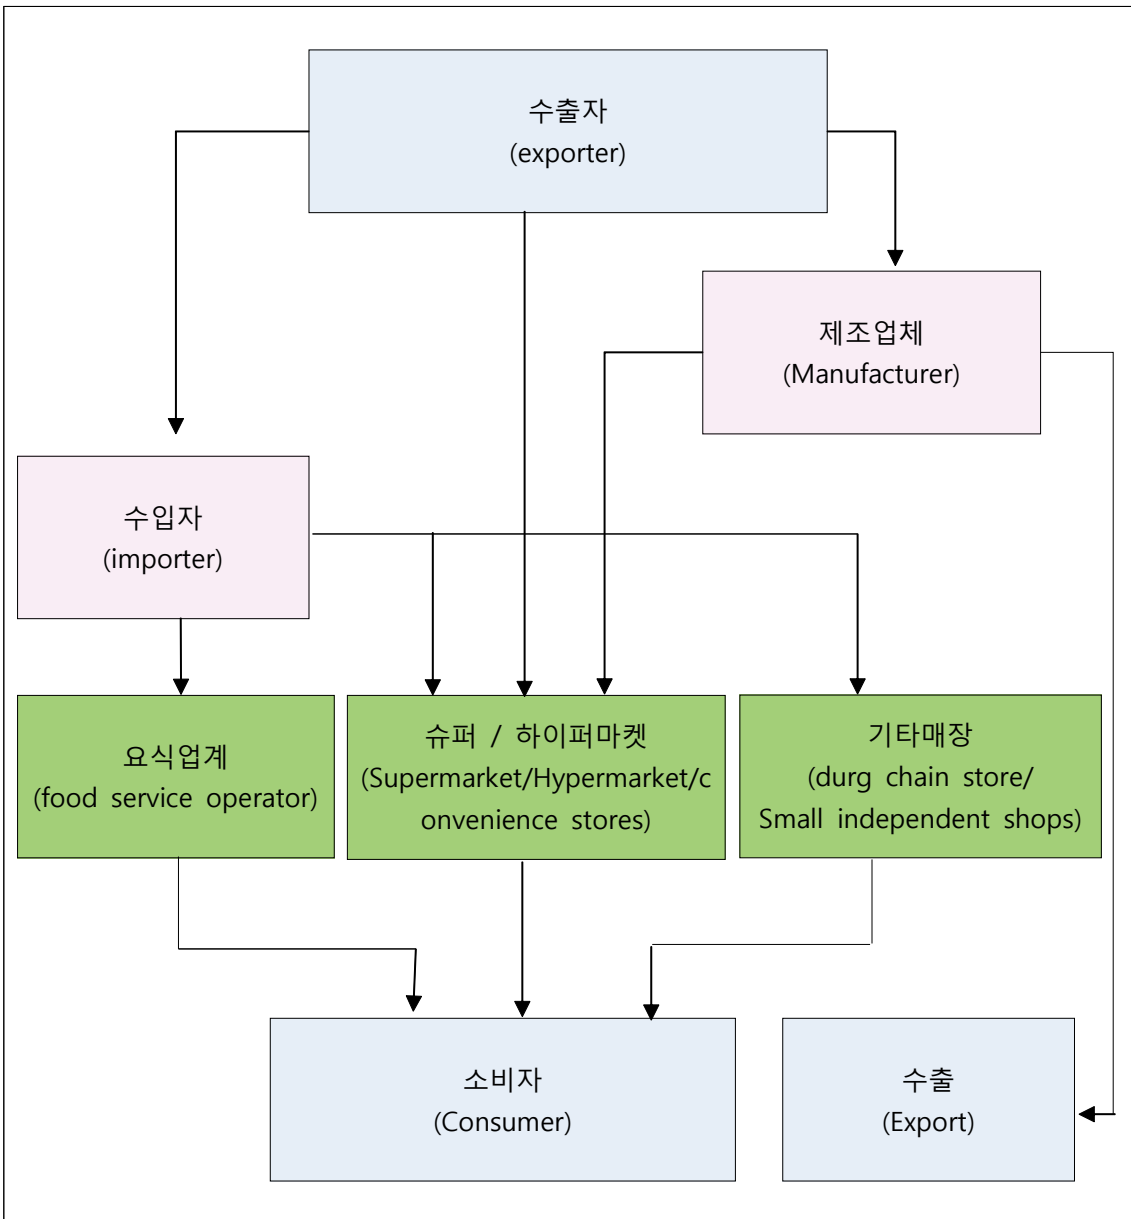 수출자
(exporter)
제조업체
(Manufacturer)
수입자
(importer)
요식업계
(food service operator)
슈퍼 / 하이퍼마켓
(Supermarket/Hypermarket/c
onvenience stores)
기타매장
(durg chain store/
Small independent shops)
소비자
(Consumer)
수출
(Export)